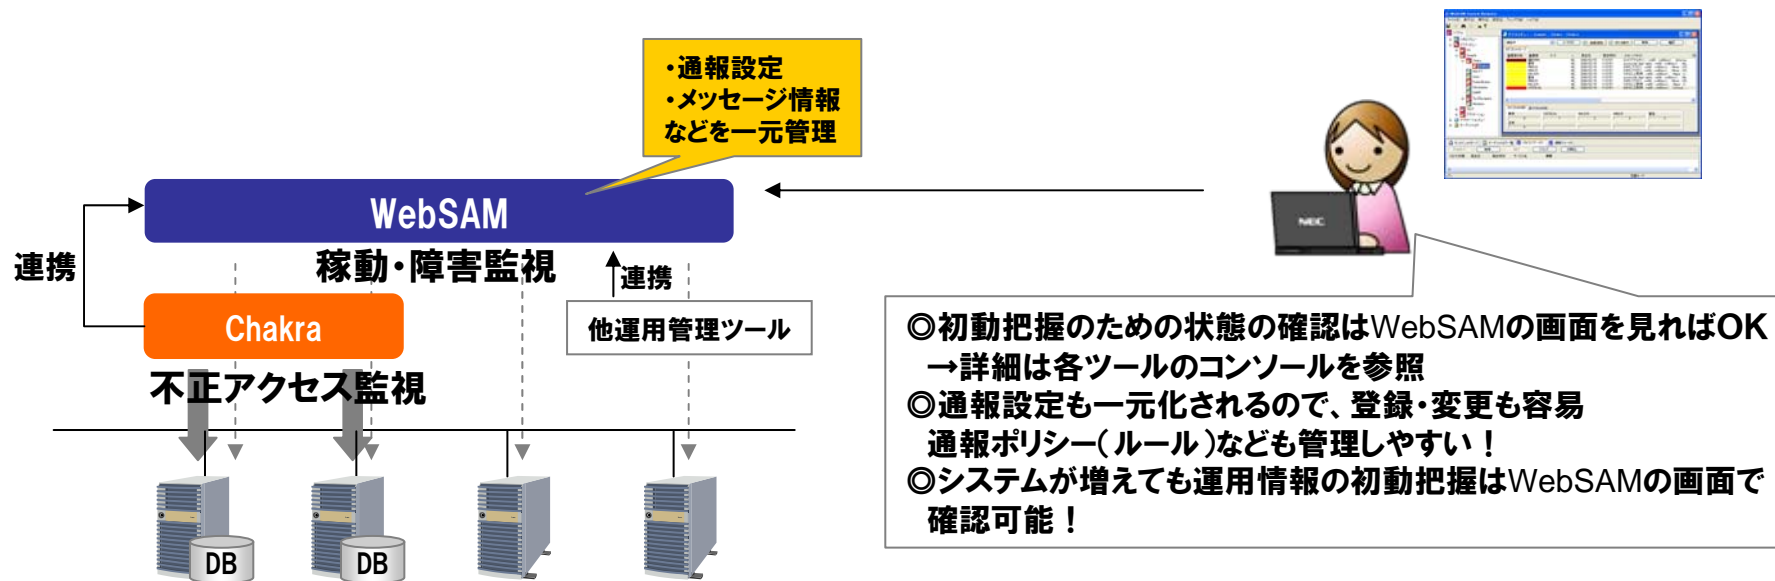 ・通報設定
・メッセージ情報
などを一元管理
WebSAM
稼動・障害監視
連携
連携
Chakra
他運用管理ツール
不正アクセス監視
DB
DB
NEC
◎初動把握のための状態の確認はWebSAMの画面を見ればOK
→詳細は各ツールのコンソールを参照
◎通報設定も一元化されるので、登録・変更も容易
通報ポリシー(ルール)なども管理しやすい！
◎システムが増えても運用情報の初動把握はWebSAMの画面で
確認可能！